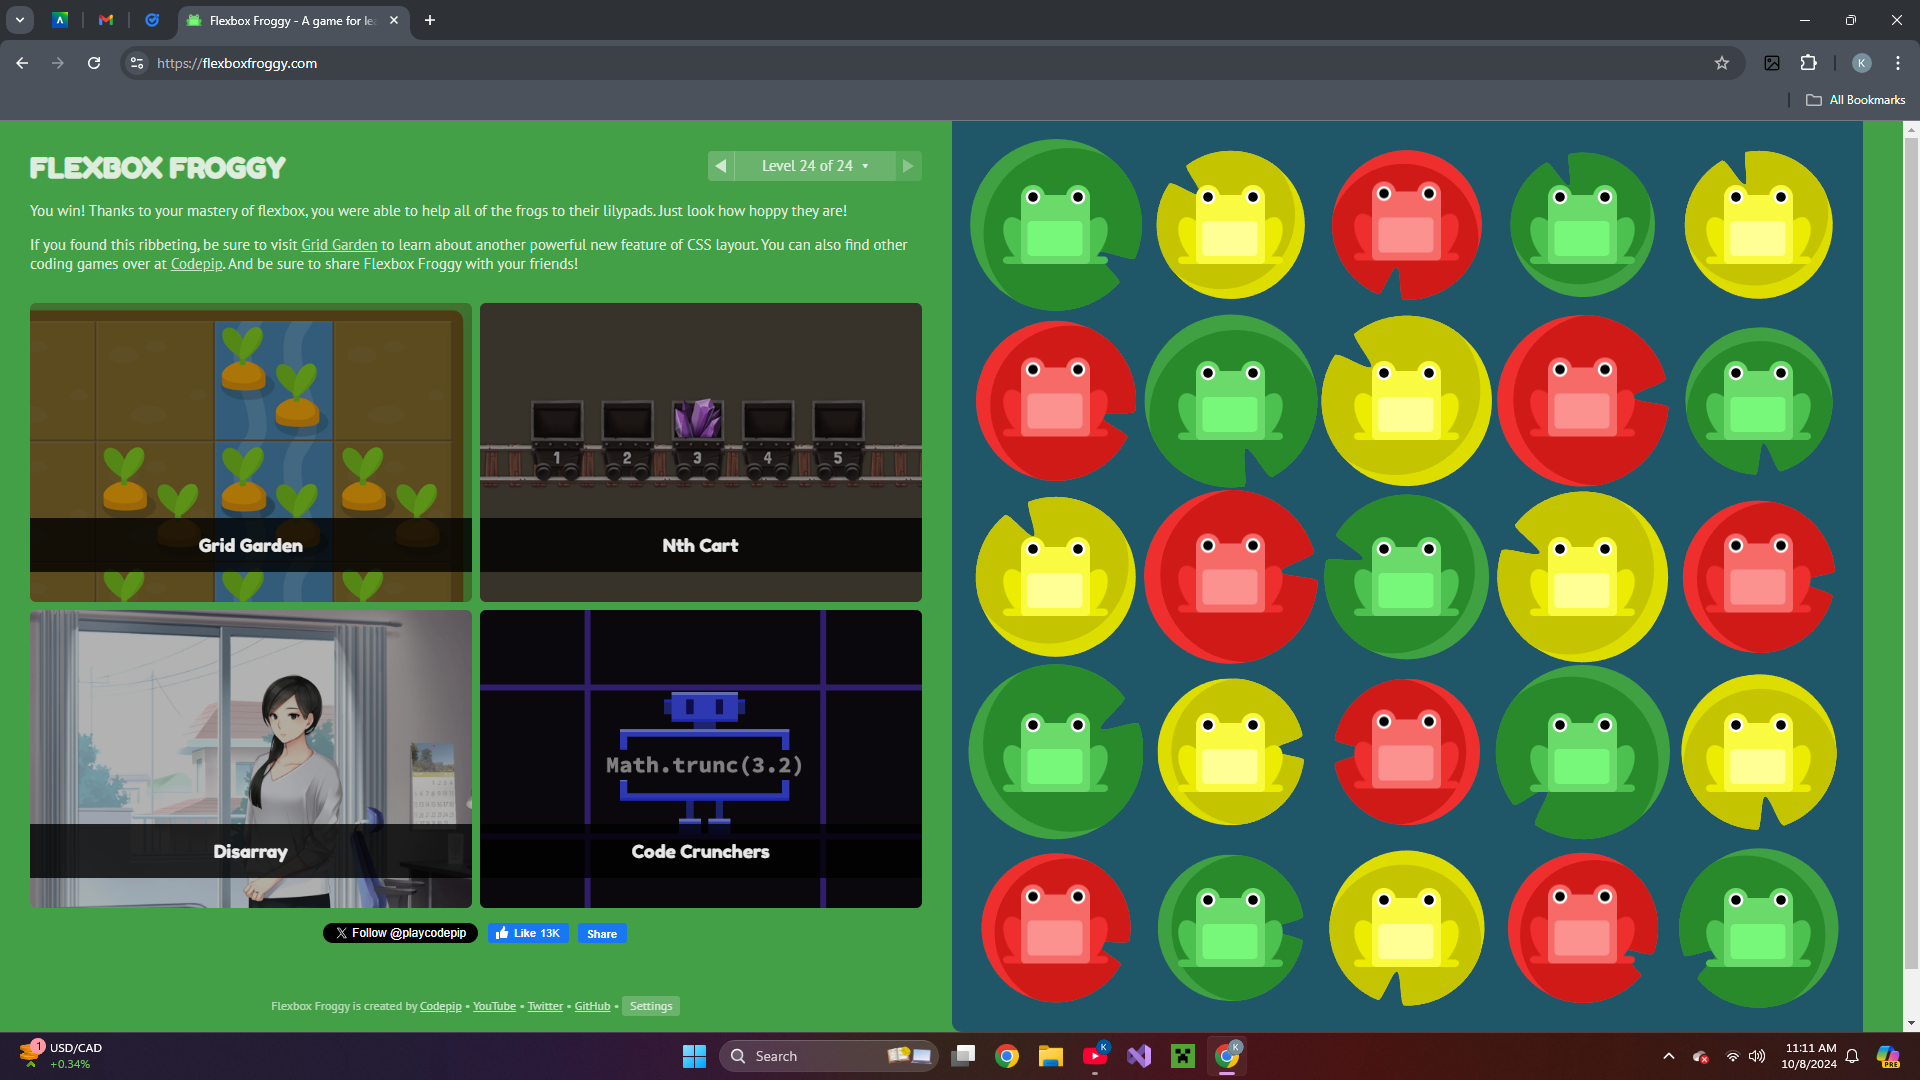 Flexbox Froggy - A game for le
https://flexboxfroggy.com
K
All Bookmarks
FLEXBOX FROGGY
Level 24 of 24
You win! Thanks to your mastery of flexbox, you were able to help all of the frogs to their lilypads. Just look how hoppy they are!
If you found this ribbeting, be sure to visit Grid Garden to learn about another powerful new feature of CSS layout. You can also find other
coding games over at Codepip. And be sure to share Flexbox Froggy with your friends!
1 2 3 4 5
Grid Garden
Nth Cart
Math.trunc(3.2)
Disarray
Code Crunchers
Follow @playcodepip
Like 13K
Share
Flexbox Froggy is created by Codepip • YouTube • Twitter • GitHub • Settings
1
USD/CAD
+0.34%
Search
K
K
11:11 AM
10/8/2024
PRE